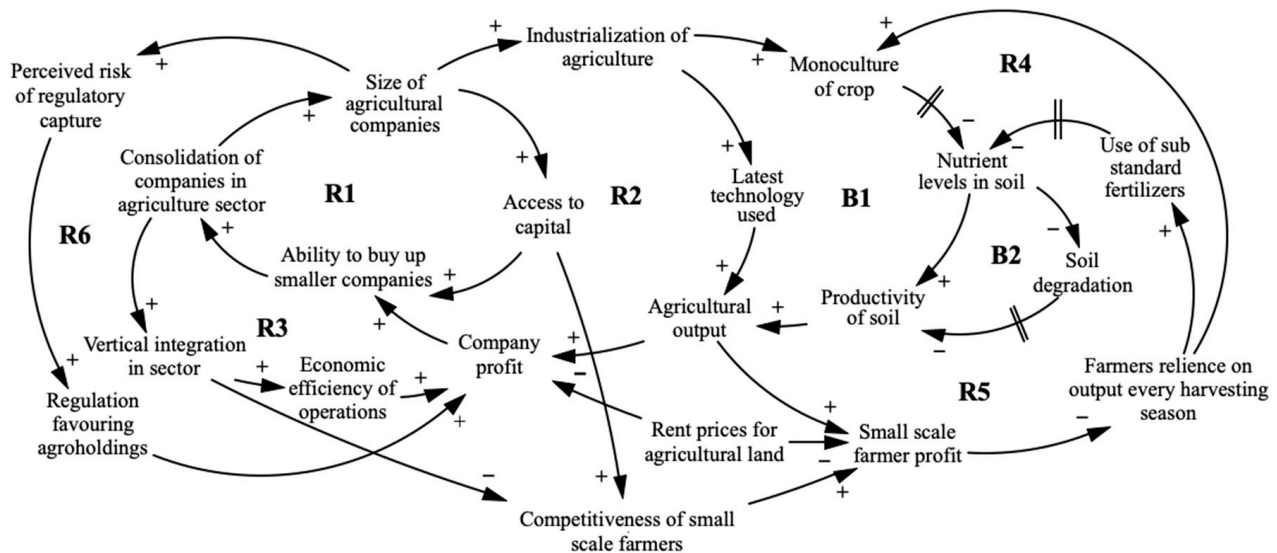 Perceived risk
of regulatory
capture
+
Size of
agricultural
companies
+
Industrialization of
agriculture
+
Monoculture
of crop
+
R4
Consolidation of
companies in
agriculture sector
+
R1
+
Access to
capital
R2
+
Latest
technology
used
B1
−
Nutrient
levels in soil
−
Use of sub
standard
fertilizers
R6
+
Ability to buy up
smaller companies
+
+
Agricultural
output
+
Productivity
of soil
+
B2
−
Soil
degradation
−
+
+
Vertical integration
in sector
R3
+
Economic
efficiency of
operations
+
Company
profit
+
+
−
Farmers relience on
output every harvesting
season
+
Regulation
favouring
agroholdings
+
R5
−
Rent prices for
agricultural land
+
−
Small scale
farmer profit
−
+
+
Competitiveness of small
scale farmers